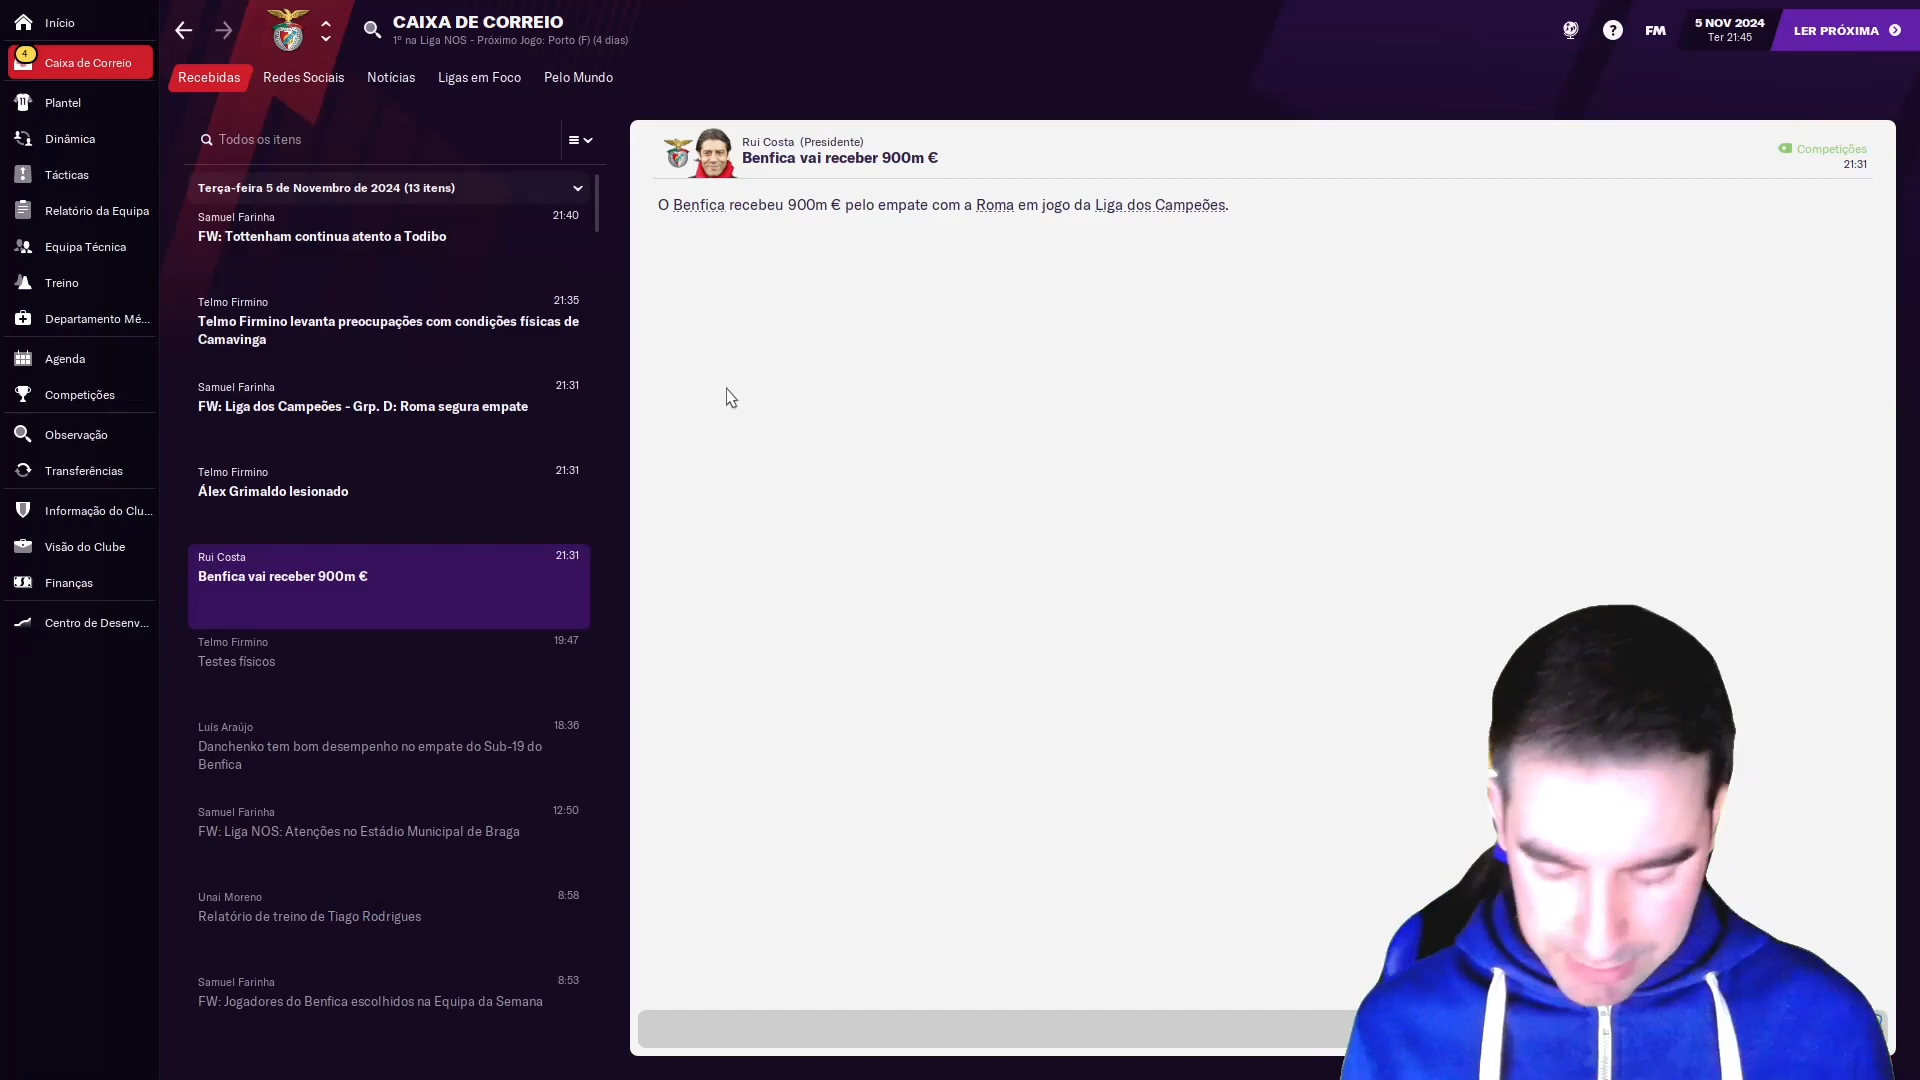 Início
4
Caixa de Correio
Plantel
Dinâmica
Tácticas
Relatório da Equipa
Equipa Técnica
Treino
Departamento Mé...
Agenda
Competições
Observação
Transferências
Informação do Clu...
Visão do Clube
Finanças
Centro de Desenv...
CAIXA DE CORREIO
1º na Liga NOS - Próximo Jogo: Porto (F) (4 dias)
FM
5 NOV 2024
Ter 21:45
LER PRÓXIMA
Recebidas Redes Sociais Notícias Ligas em Foco Pelo Mundo
Todos os itens
Terça-feira 5 de Novembro de 2024 (13 itens)
Samuel Farinha 21:40
FW: Tottenham continua atento a Todibo
Telmo Firmino 21:35
Telmo Firmino levanta preocupações com condições físicas de
Camavinga
Samuel Farinha 21:31
FW: Liga dos Campeões - Grp. D: Roma segura empate
Telmo Firmino 21:31
Álex Grimaldo lesionado
Rui Costa 21:31
Benfica vai receber 900m €
Telmo Firmino 19:47
Testes físicos
Luís Araújo 18:36
Danchenko tem bom desempenho no empate do Sub-19 do
Benfica
Samuel Farinha 12:50
FW: Liga NOS: Atenções no Estádio Municipal de Braga
Unai Moreno 8:58
Relatório de treino de Tiago Rodrigues
Samuel Farinha 8:53
FW: Jogadores do Benfica escolhidos na Equipa da Semana
Rui Costa (Presidente)
Benfica vai receber 900m €
Competições
21:31
O Benfica recebeu 900m € pelo empate com a Roma em jogo da Liga dos Campeões.